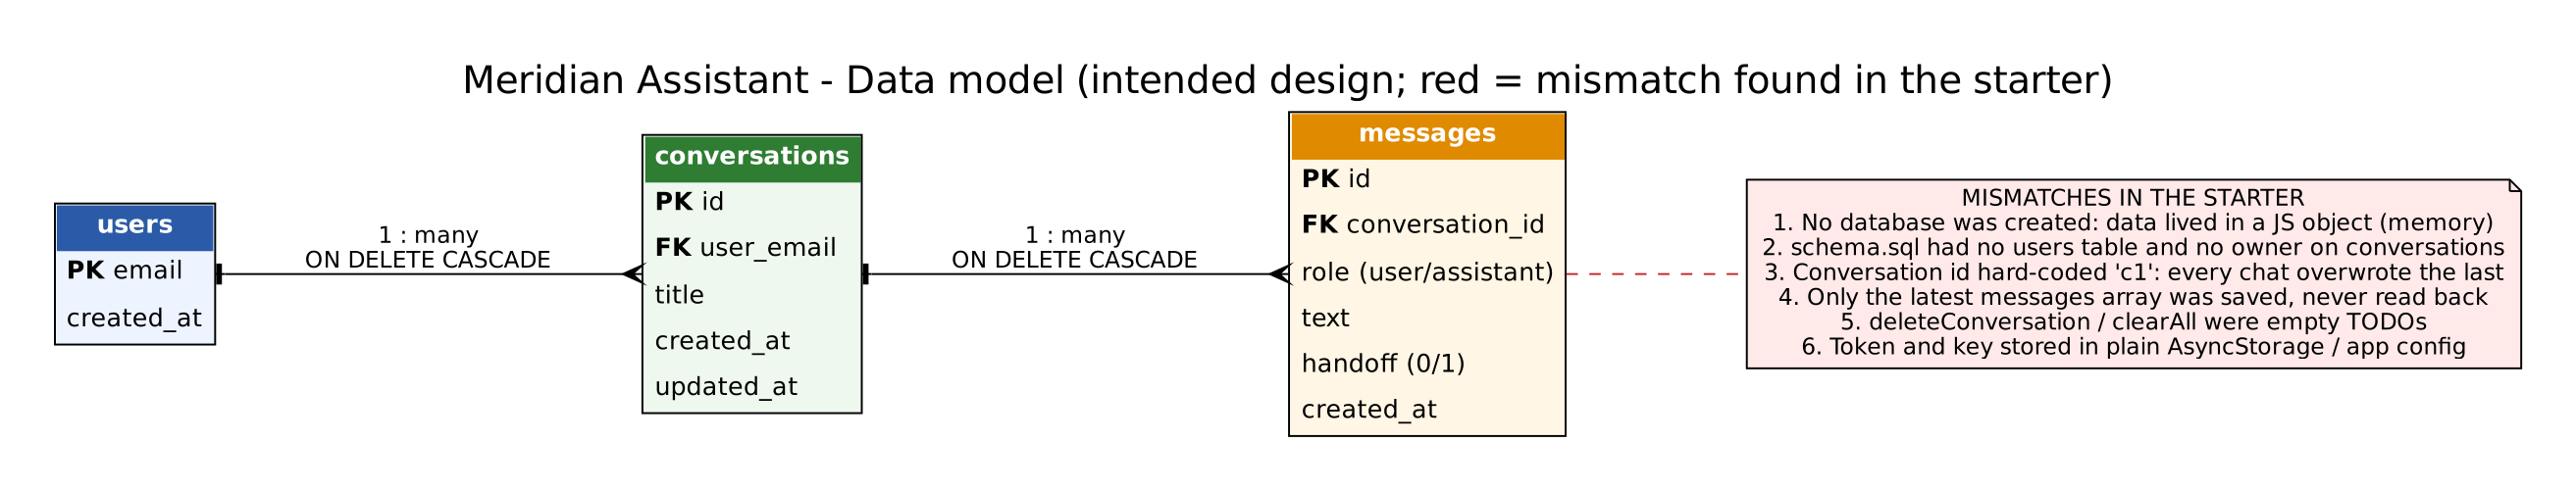 Meridian Assistant - Data model (intended design; red = mismatch found in the starter)
users
PK email
created_at
1 : many
ON DELETE CASCADE
conversations
PK id
FK user_email
title
created_at
updated_at
1 : many
ON DELETE CASCADE
messages
PK id
FK conversation_id
role (user/assistant)
text
handoff (0/1)
created_at
MISMATCHES IN THE STARTER
1. No database was created: data lived in a JS object (memory)
2. schema.sql had no users table and no owner on conversations
3. Conversation id hard-coded 'c1': every chat overwrote the last
4. Only the latest messages array was saved, never read back
5. deleteConversation / clearAll were empty TODOs
6. Token and key stored in plain AsyncStorage / app config